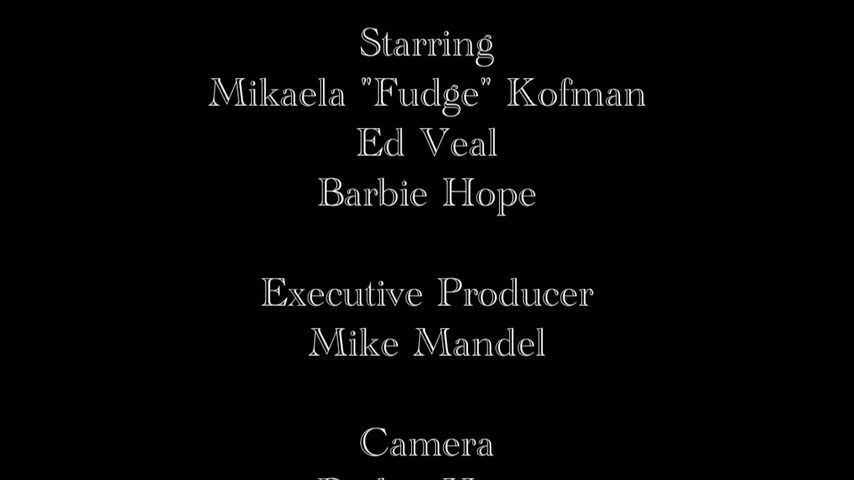 Starring
Mikaela "Fudge" Kofman
Ed Veal
Barbie Hope
Executive Producer
Mike Mandel
Camera